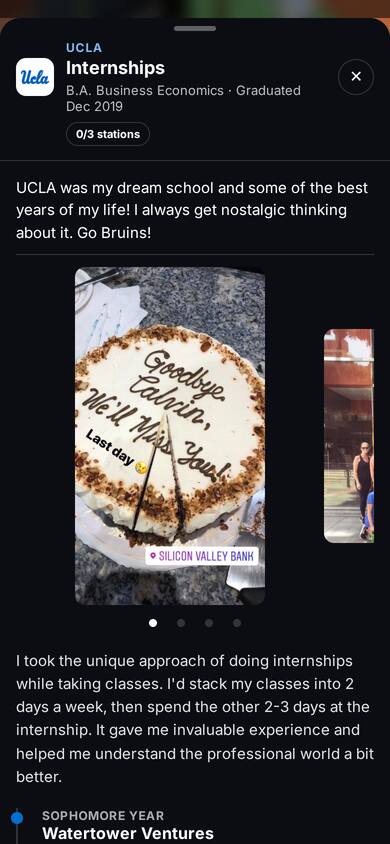 UCLA
Ucla
Internships
B.A. Business Economics · Graduated
Dec 2019
0/3 stations
UCLA was my dream school and some of the best
years of my life! I always get nostalgic thinking
about it. Go Bruins!
Goodbye,
Calvin,
We'll Miss
You!
Last day 😢
SILICON VALLEY BANK
I took the unique approach of doing internships
while taking classes. I'd stack my classes into 2
days a week, then spend the other 2-3 days at the
internship. It gave me invaluable experience and
helped me understand the professional world a bit
better.
SOPHOMORE YEAR
Watertower Ventures